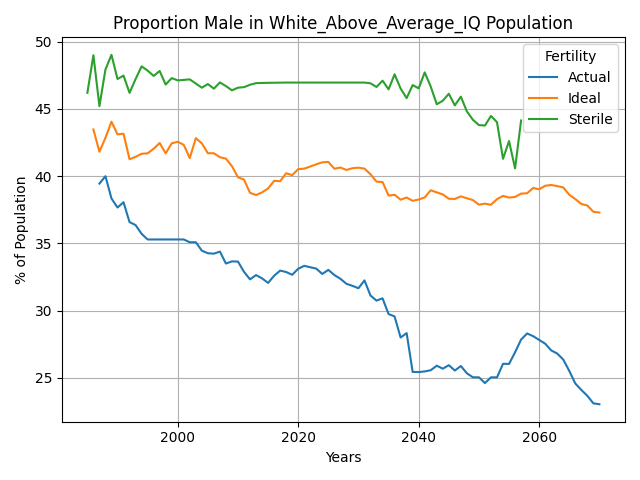 Proportion Male in White_Above_Average_IQ Population
50
45
40
35
30
25
% of Population
Fertility
Actual
Ideal
Sterile
2000
2020
2040
2060
Years